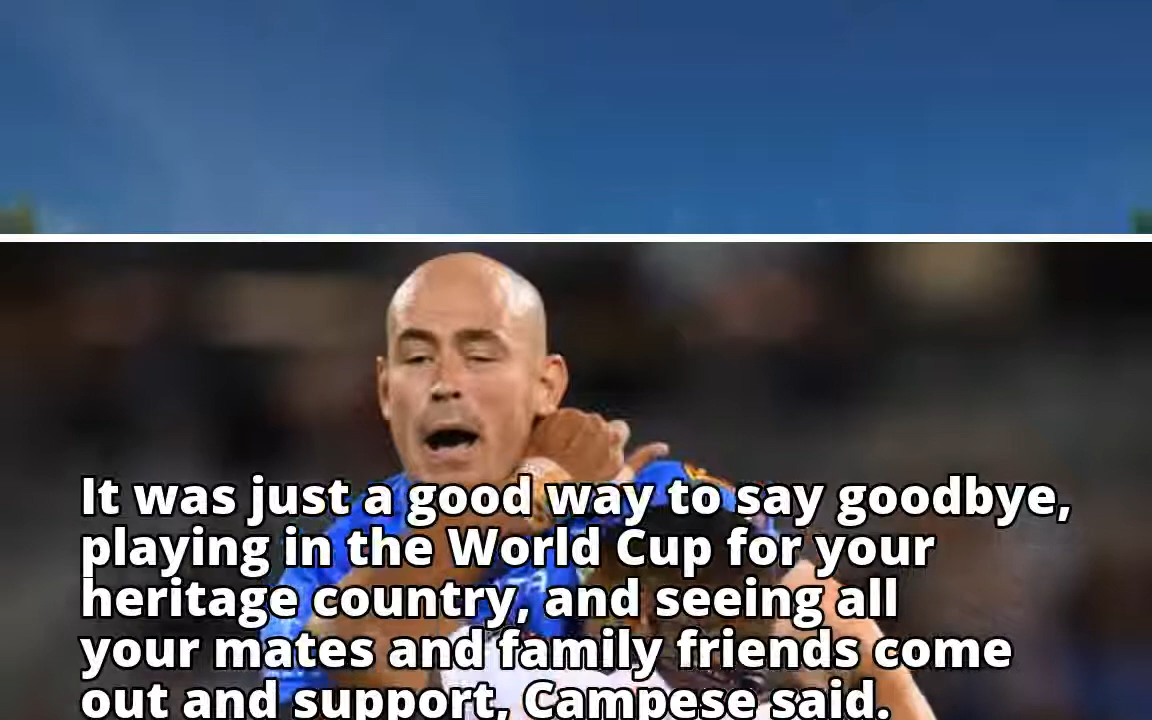 It was just a good way to say goodbye,
playing in the World Cup for your
heritage country, and seeing all
your mates and family friends come
out and support, Campese said.